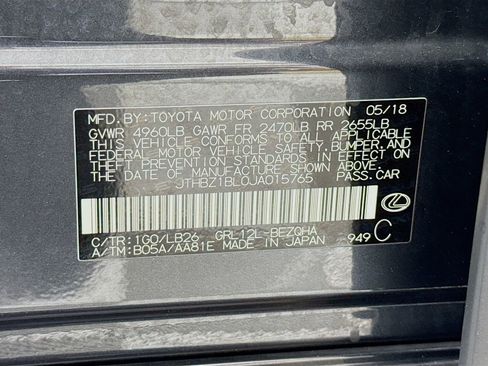 MFD.BY:TOYOTA MOTOR CORPORATION 05/18
GVWR 4960LB GAWR FR 2470LB RR 2655LB
THIS VEHICLE CONFORMS TO ALL APPLICABLE
FEDERAL MOTOR VEHICLE SAFETY, BUMPER, AND
THEFT PREVENTION STANDARDS IN EFFECT ON
THE DATE OF MANUFACTURE SHOWN ABOVE.
JTHBZ1BL0JA015765 PASS.CAR
C/TR:1G0/LB26 GRL12L-BEZQHA
A/TM:B05A/AA81E MADE IN JAPAN 949 C